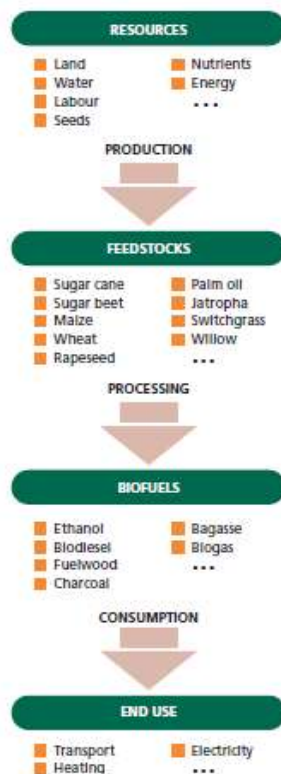 RESOURCES
Land
Water
Labour
Seeds
Nutrients
Energy
...
PRODUCTION
FEEDSTOCKS
Sugar cane
Sugar beet
Maize
Wheat
Rapeseed
Palm oil
Jatropha
Switchgrass
Willow
...
PROCESSING
BIOFUELS
Ethanol
Biodiesel
Fuelwood
Charcoal
Bagasse
Biogas
...
CONSUMPTION
END USE
Transport
Heating
Electricity
...